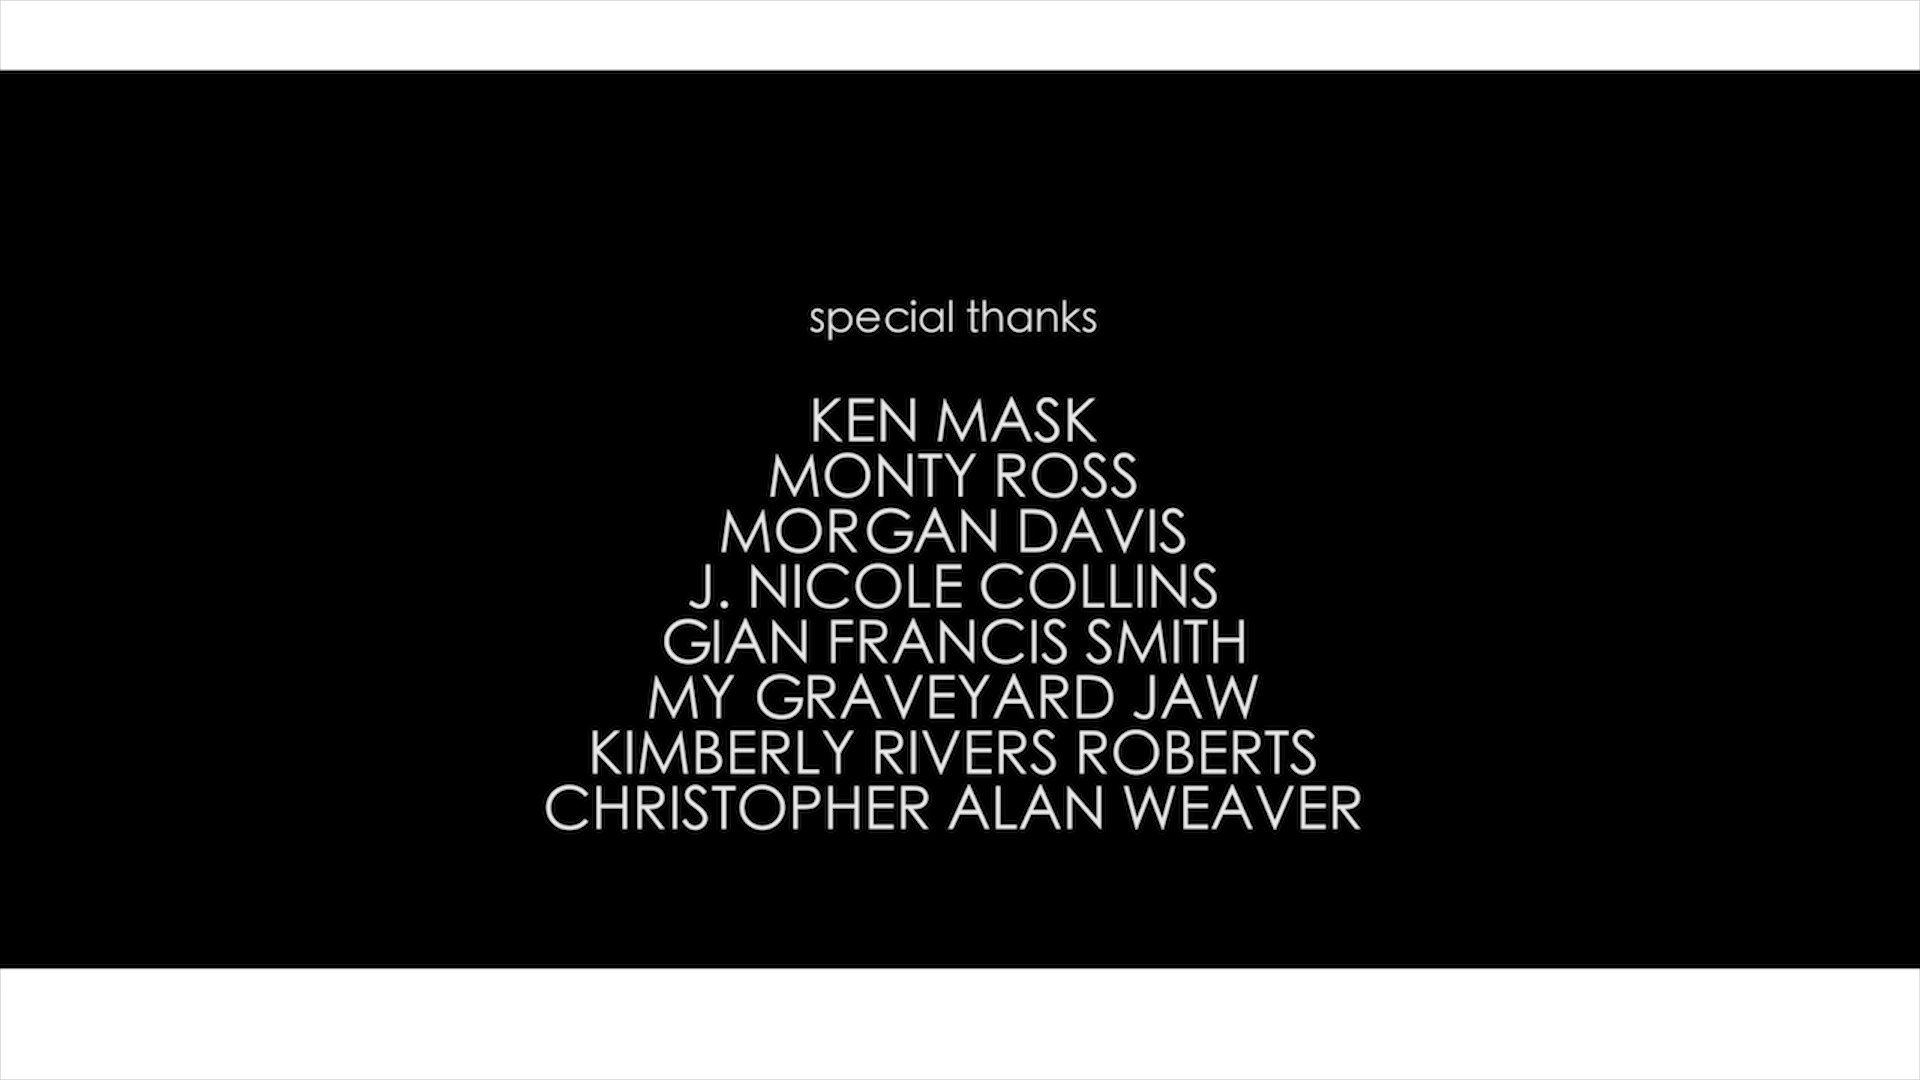 special thanks
KEN MASK
MONTY ROSS
MORGAN DAVIS
J. NICOLE COLLINS
GIAN FRANCIS SMITH
MY GRAVEYARD JAW
KIMBERLY RIVERS ROBERTS
CHRISTOPHER ALAN WEAVER